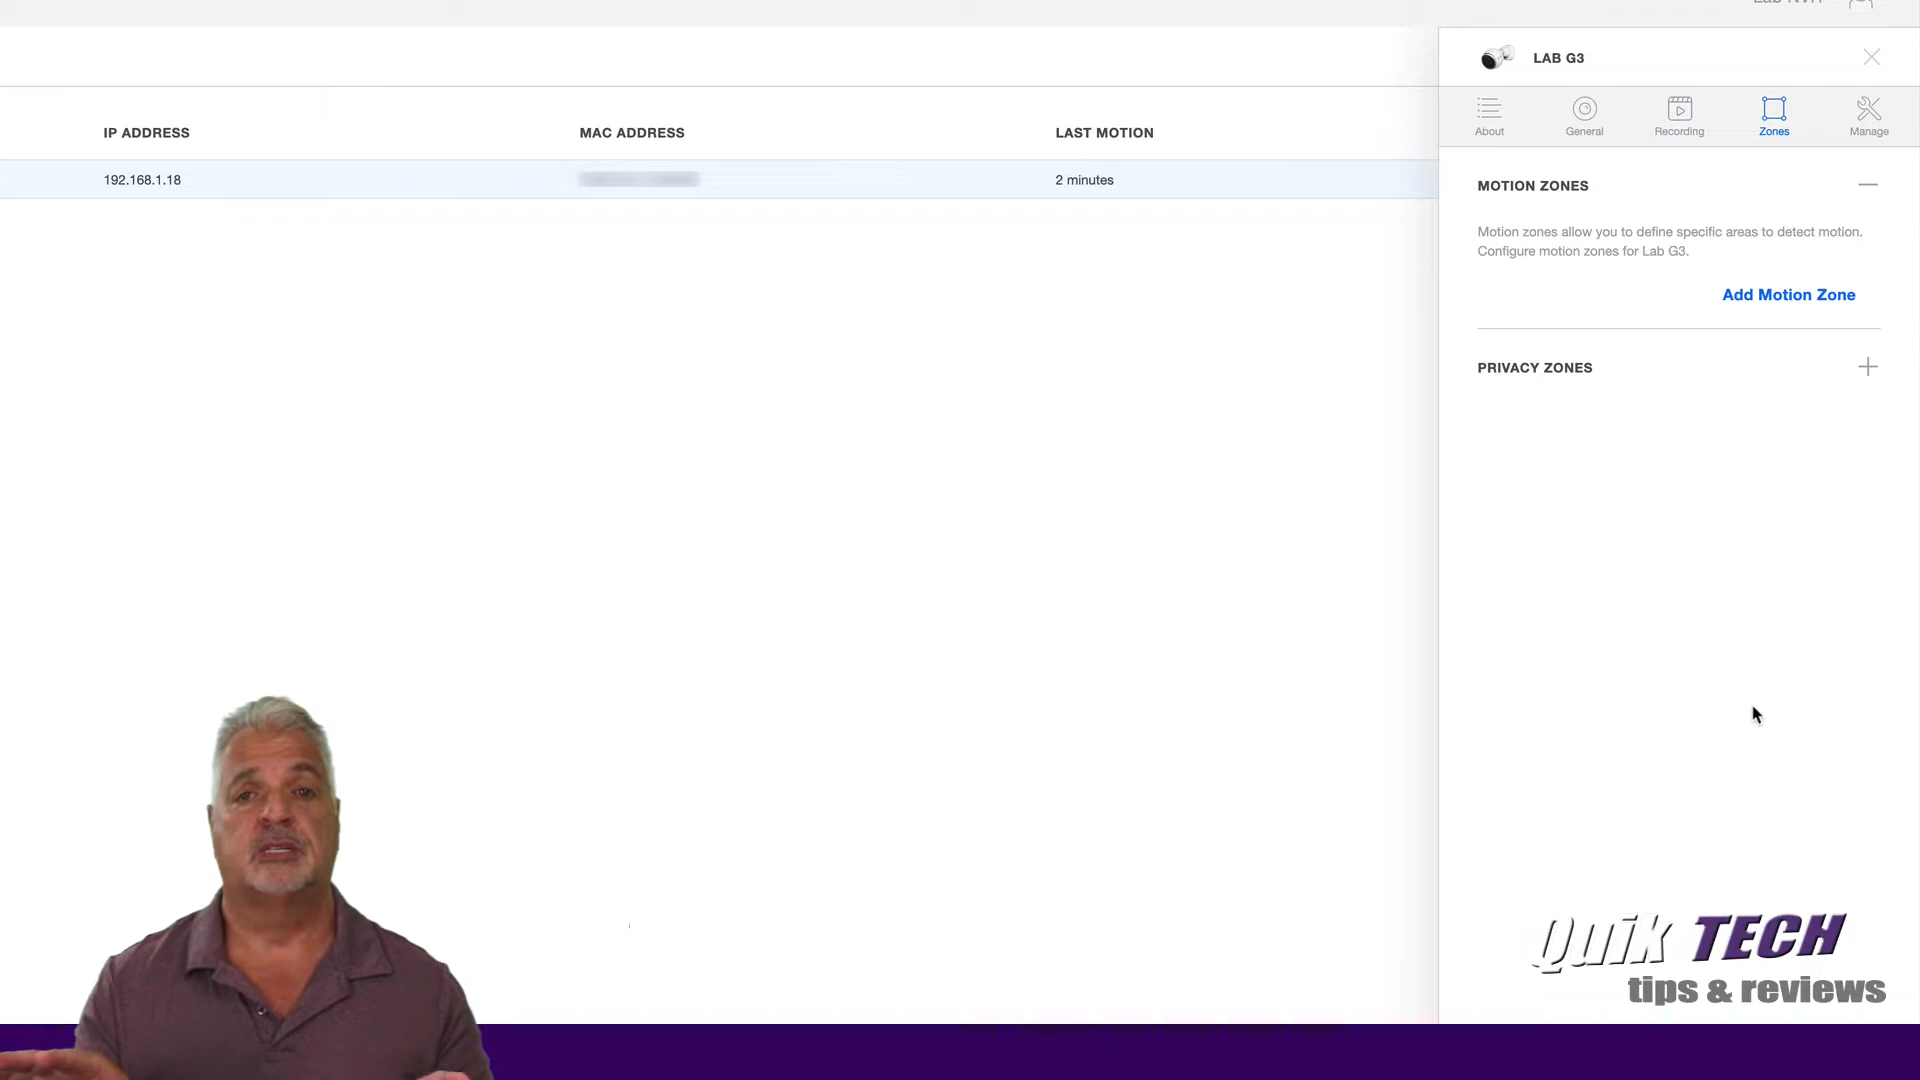 LAB G3
About
General
Recording
Zones
Manage
IP ADDRESS
MAC ADDRESS
LAST MOTION
192.168.1.18
2 minutes
MOTION ZONES
Motion zones allow you to define specific areas to detect motion.
Configure motion zones for Lab G3.
Add Motion Zone
PRIVACY ZONES
Quik TECH
tips & reviews